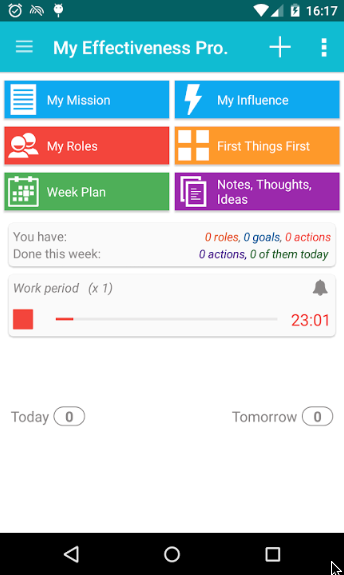 16:17
My Effectiveness Pro.
My Mission
My Influence
My Roles
First Things First
Week Plan
Notes, Thoughts,
Ideas
You have: 0 roles, 0 goals, 0 actions
Done this week: 0 actions, 0 of them today
Work period (x 1)
23:01
Today 0
Tomorrow 0